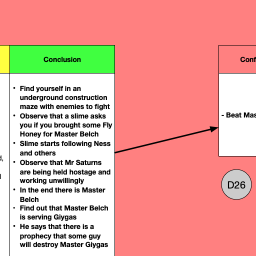 Conclusion
• Find yourself in an
underground construction
maze with enemies to fight
• Observe that a slime asks
you if you brought some Fly
Honey for Master Belch
• Slime starts following Ness
and others
• Observe that Mr Saturns
are being held hostage and
working unwillingly
• In the end there is Master
Belch
• Find out that Master Belch
is serving Giygas
• He says that there is a
prophecy that some guy
will destroy Master Giygas
- Beat Mas
D26